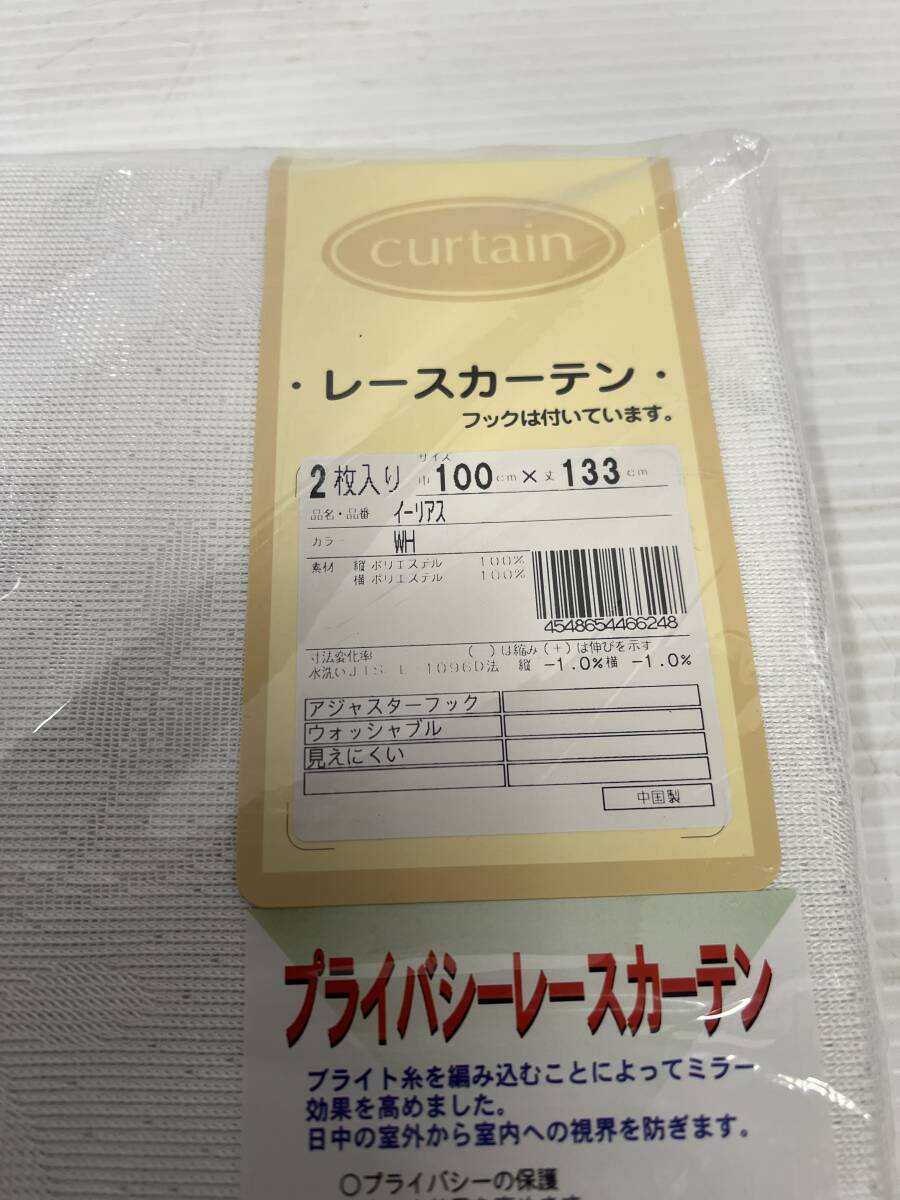 curtain
・レースカーテン・
フックは付いています。
サイズ
2枚入り 巾100cm×丈133cm
品名・品番 イーリアス
カラー WH
素材 縦 ポリエステル 100%
横 ポリエステル 100%
4548654466248
寸法変化率 ( )は縮み(+)は伸びを示す
水洗いJIS L-1096D法 縦 -1.0%横 -1.0%
アジャスターフック
ウォッシャブル
見えにくい
中国製
プライバシーレースカーテン
ブライト糸を編み込むことによってミラー
効果を高めました。
日中の室外から室内への視界を防ぎます。
○プライバシーの保護